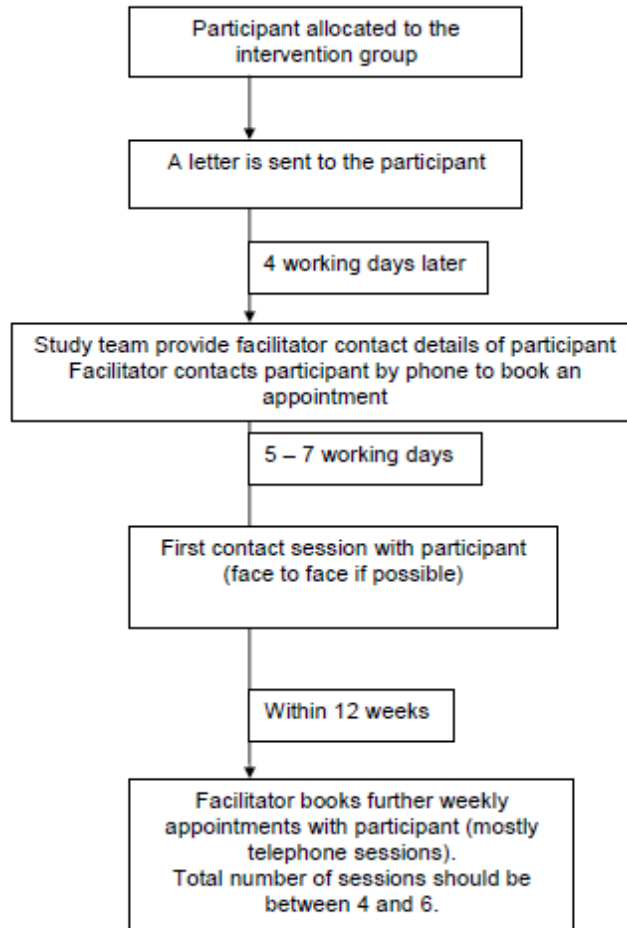 Participant allocated to the
intervention group
A letter is sent to the participant
4 working days later
Study team provide facilitator contact details of participant
Facilitator contacts participant by phone to book an
appointment
5 – 7 working days
First contact session with participant
(face to face if possible)
Within 12 weeks
Facilitator books further weekly
appointments with participant (mostly
telephone sessions).
Total number of sessions should be
between 4 and 6.